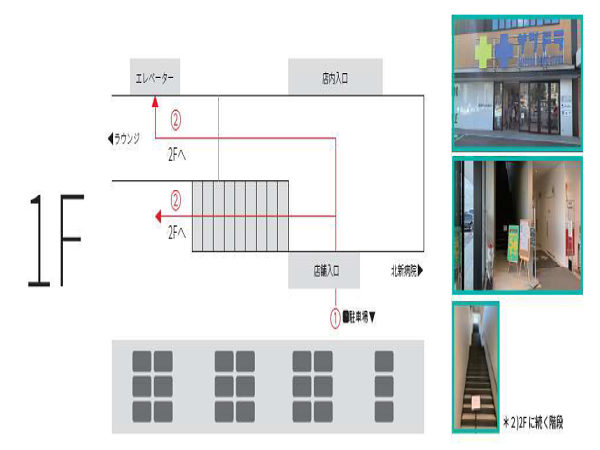 エレベーター
店内入口
②
2Fへ
◀ラウンジ
②
2Fへ
1F
店舗入口
北新病院▶
①
駐車場▼
＊2)2Fに続く階段